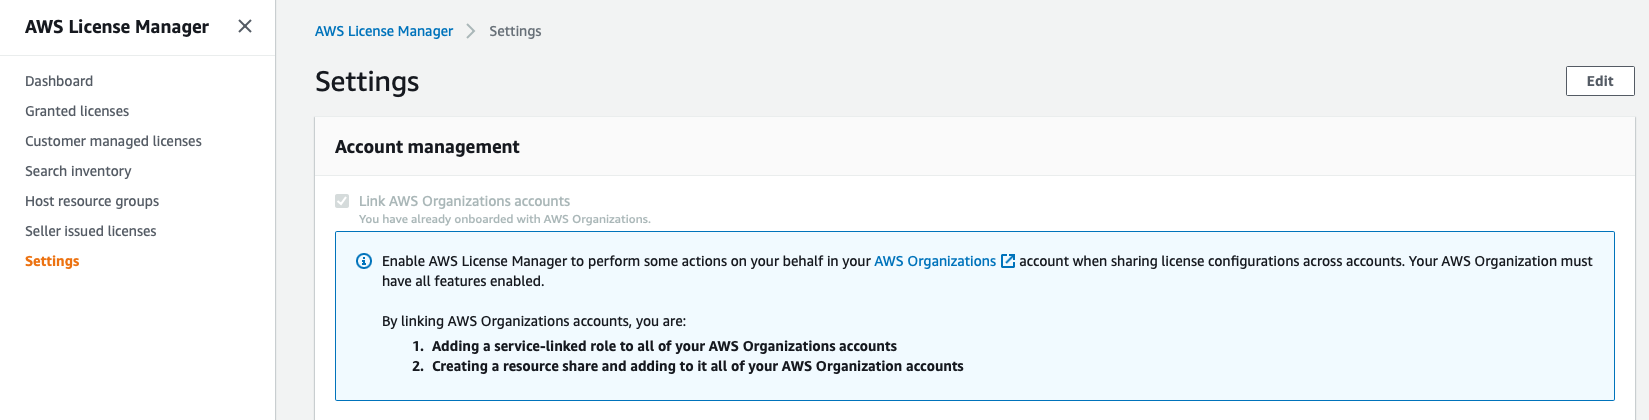 AWS License Manager
Dashboard
Granted licenses
Customer managed licenses
Search inventory
Host resource groups
Seller issued licenses
Settings
AWS License Manager > Settings
Settings
Edit
Account management
Link AWS Organizations accounts
You have already onboarded with AWS Organizations.
Enable AWS License Manager to perform some actions on your behalf in your AWS Organizations account when sharing license configurations across accounts. Your AWS Organization must
have all features enabled.
By linking AWS Organizations accounts, you are:
1. Adding a service-linked role to all of your AWS Organizations accounts
2. Creating a resource share and adding to it all of your AWS Organization accounts